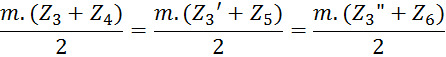 m.(Z₃ + Z₄)/2 = m.(Z₃′ + Z₅)/2 = m.(Z₃" + Z₆)/2